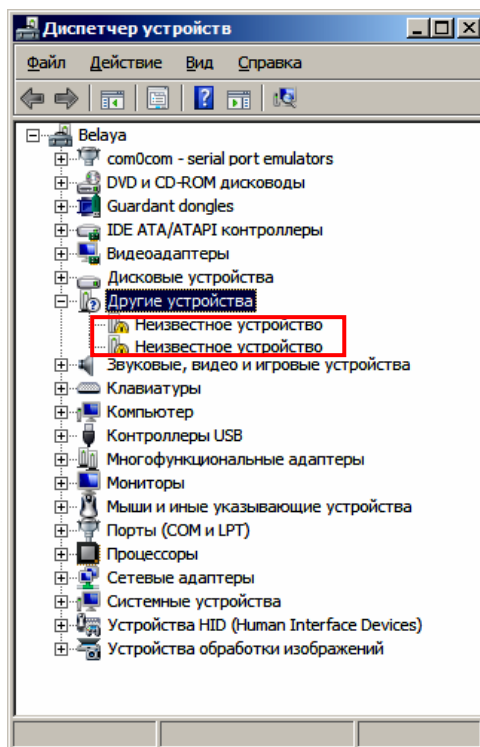 Диспетчер устройств
Файл Действие Вид Справка
Belaya
com0com - serial port emulators
DVD и CD-ROM дисководы
Guardant dongles
IDE ATA/ATAPI контроллеры
Видеоадаптеры
Дисковые устройства
Другие устройства
Неизвестное устройство
Неизвестное устройство
Звуковые, видео и игровые устройства
Клавиатуры
Компьютер
Контроллеры USB
Многофункциональные адаптеры
Мониторы
Мыши и иные указывающие устройства
Порты (COM и LPT)
Процессоры
Сетевые адаптеры
Системные устройства
Устройства HID (Human Interface Devices)
Устройства обработки изображений